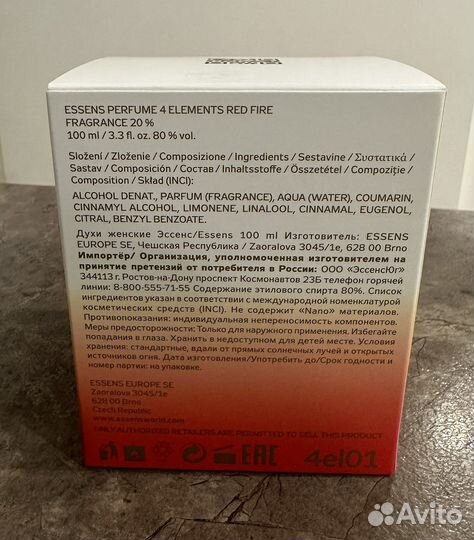 ESSENS PERFUME 4 ELEMENTS RED FIRE
FRAGRANCE 20 %
100 ml / 3.3 fl. oz. 80 % vol.
Složení / Zloženie / Composizione / Ingredients / Sestavine / Συστατικά /
Sastav / Composición / Состав / Inhaltsstoffe / Összetétel / Compoziție /
Composition / Skład (INCI):
ALCOHOL DENAT., PARFUM (FRAGRANCE), AQUA (WATER), COUMARIN,
CINNAMYL ALCOHOL, LIMONENE, LINALOOL, CINNAMAL, EUGENOL,
CITRAL, BENZYL BENZOATE.
Духи женские Эссенс/Essens 100 ml Изготовитель: ESSENS
EUROPE SE, Чешская Республика / Zaoralova 3045/1e, 628 00 Brno
Импортёр/ Организация, уполномоченная изготовителем на
принятие претензий от потребителя в России: ООО «ЭссенсЮг»
344113 г. Ростов-на-Дону проспект Космонавтов 23Б телефон горячей
линии: 8-800-555-71-55 Содержание этилового спирта 80%. Список
ингредиентов указан в соответствии с международной номенклатурой
косметических средств (INCI). Не содержит «Nano» материалов.
Противопоказания: индивидуальная непереносимость компонентов.
Меры предосторожности: Только для наружного применения. Избегайте
попадания в глаза. Хранить в недоступном для детей месте. Условия
хранения: стандартные, вдали от прямых солнечных лучей и открытых
источников огня. Дата изготовления/Употребить до/Срок годности и
номер партии: на упаковке.
ESSENS EUROPE SE
Zaoralova 3045/1e
628 00 Brno
Czech Republic
www.essensworld.com
ONLY AUTHORIZED RETAILERS ARE PERMITTED TO SELL THIS PRODUCT
EAC 4el01
Avito